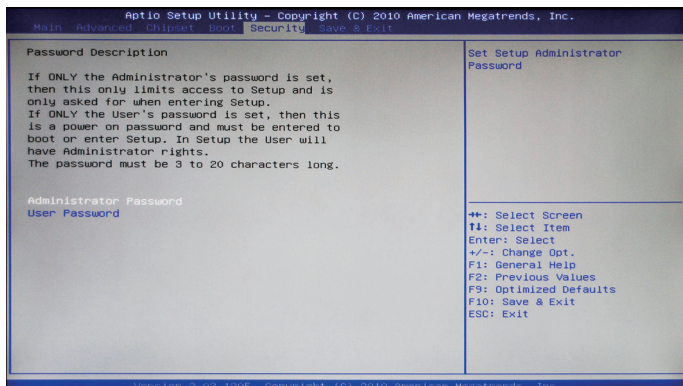 Aptio Setup Utility – Copyright (C) 2010 American Megatrends, Inc.
Main Advanced Chipset Boot Security Save & Exit
Password Description
If ONLY the Administrator's password is set,
then this only limits access to Setup and is
only asked for when entering Setup.
If ONLY the User's password is set, then this
is a power on password and must be entered to
boot or enter Setup. In Setup the User will
have Administrator rights.
The password must be 3 to 20 characters long.
Administrator Password
User Password
Set Setup Administrator
Password
→←: Select Screen
↑↓: Select Item
Enter: Select
+/-: Change Opt.
F1: General Help
F2: Previous Values
F9: Optimized Defaults
F10: Save & Exit
ESC: Exit
Version 2.03.1205. Copyright (C) 2010 American Megatrends, Inc.